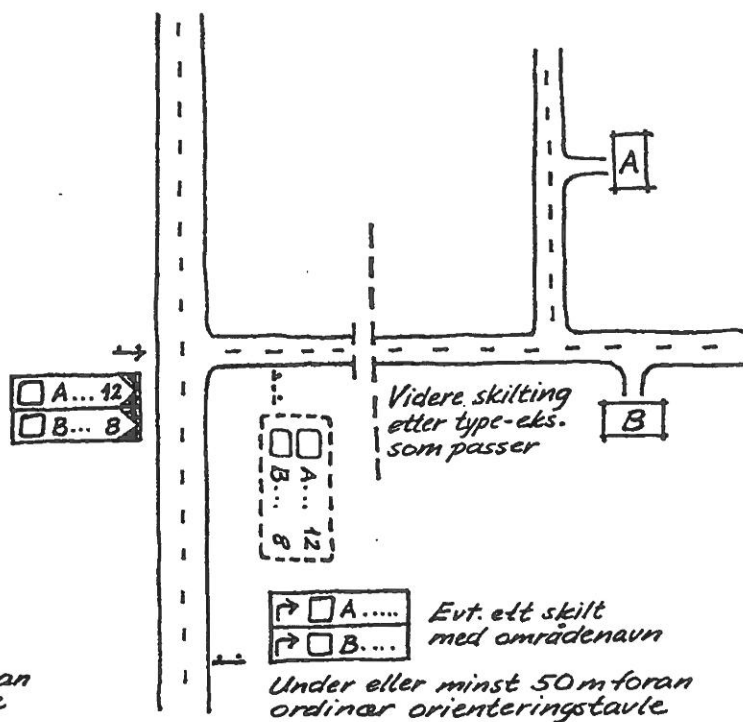 A
A... 12
B... 8
Videre skilting
etter type-eks.
som passer
B
A... 12
B... 8
A.....
B....
Evt. ett skilt
med områdenavn
Under eller minst 50 m foran
ordinær orienteringstavle